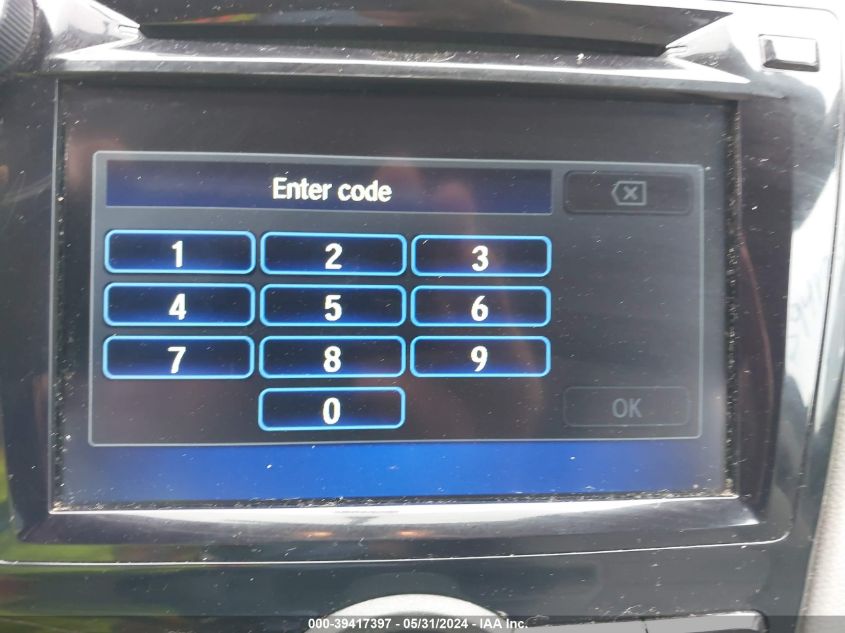 Enter code
1 2 3
4 5 6
7 8 9
0 OK
000-39417397 - 05/31/2024 - IAA Inc.